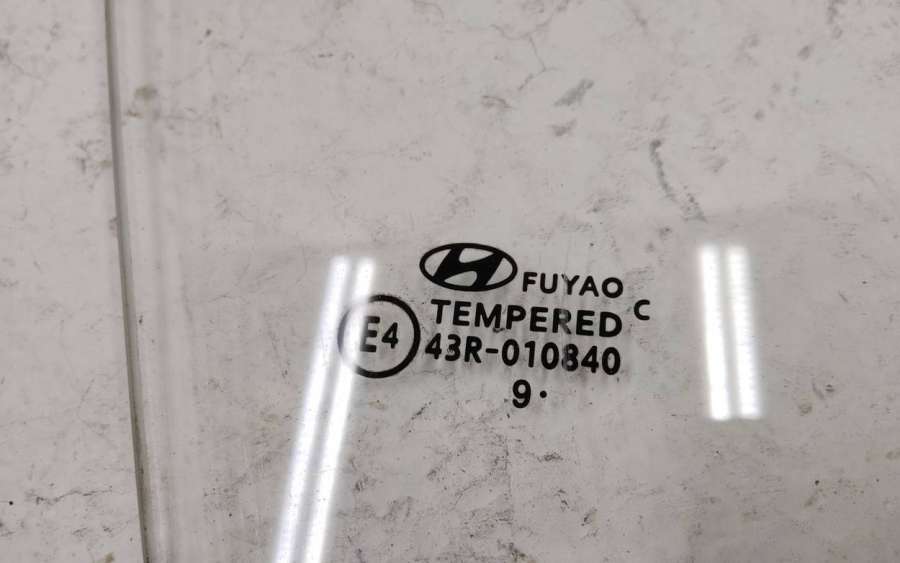 FUYAO
TEMPERED C
E4 43R-010840
9 •